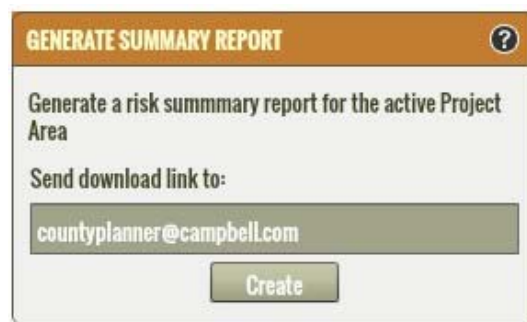 GENERATE SUMMARY REPORT ?
Generate a risk summmary report for the active Project
Area
Send download link to:
countyplanner@campbell.com
Create